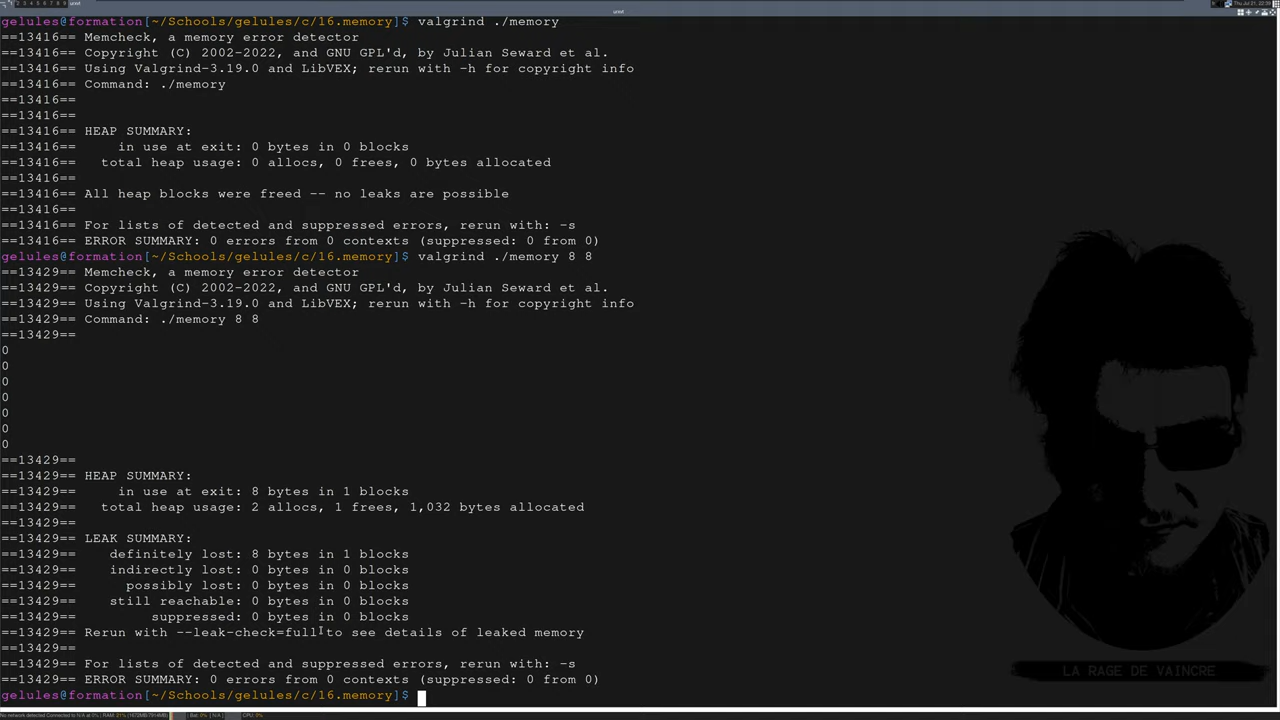 urxvt
gelules@formation[~/Schools/gelules/c/16.memory]$ valgrind ./memory
==13416== Memcheck, a memory error detector
==13416== Copyright (C) 2002-2022, and GNU GPL'd, by Julian Seward et al.
==13416== Using Valgrind-3.19.0 and LibVEX; rerun with -h for copyright info
==13416== Command: ./memory
==13416==
==13416==
==13416== HEAP SUMMARY:
==13416==     in use at exit: 0 bytes in 0 blocks
==13416==   total heap usage: 0 allocs, 0 frees, 0 bytes allocated
==13416==
==13416== All heap blocks were freed -- no leaks are possible
==13416==
==13416== For lists of detected and suppressed errors, rerun with: -s
==13416== ERROR SUMMARY: 0 errors from 0 contexts (suppressed: 0 from 0)
gelules@formation[~/Schools/gelules/c/16.memory]$ valgrind ./memory 8 8
==13429== Memcheck, a memory error detector
==13429== Copyright (C) 2002-2022, and GNU GPL'd, by Julian Seward et al.
==13429== Using Valgrind-3.19.0 and LibVEX; rerun with -h for copyright info
==13429== Command: ./memory 8 8
==13429==
0
0
0
0
0
0
0
==13429==
==13429== HEAP SUMMARY:
==13429==     in use at exit: 8 bytes in 1 blocks
==13429==   total heap usage: 2 allocs, 1 frees, 1,032 bytes allocated
==13429==
==13429== LEAK SUMMARY:
==13429==    definitely lost: 8 bytes in 1 blocks
==13429==    indirectly lost: 0 bytes in 0 blocks
==13429==      possibly lost: 0 bytes in 0 blocks
==13429==    still reachable: 0 bytes in 0 blocks
==13429==         suppressed: 0 bytes in 0 blocks
==13429== Rerun with --leak-check=full to see details of leaked memory
==13429==
==13429== For lists of detected and suppressed errors, rerun with: -s
==13429== ERROR SUMMARY: 0 errors from 0 contexts (suppressed: 0 from 0)
gelules@formation[~/Schools/gelules/c/16.memory]$
LA RAGE DE VAINCRE